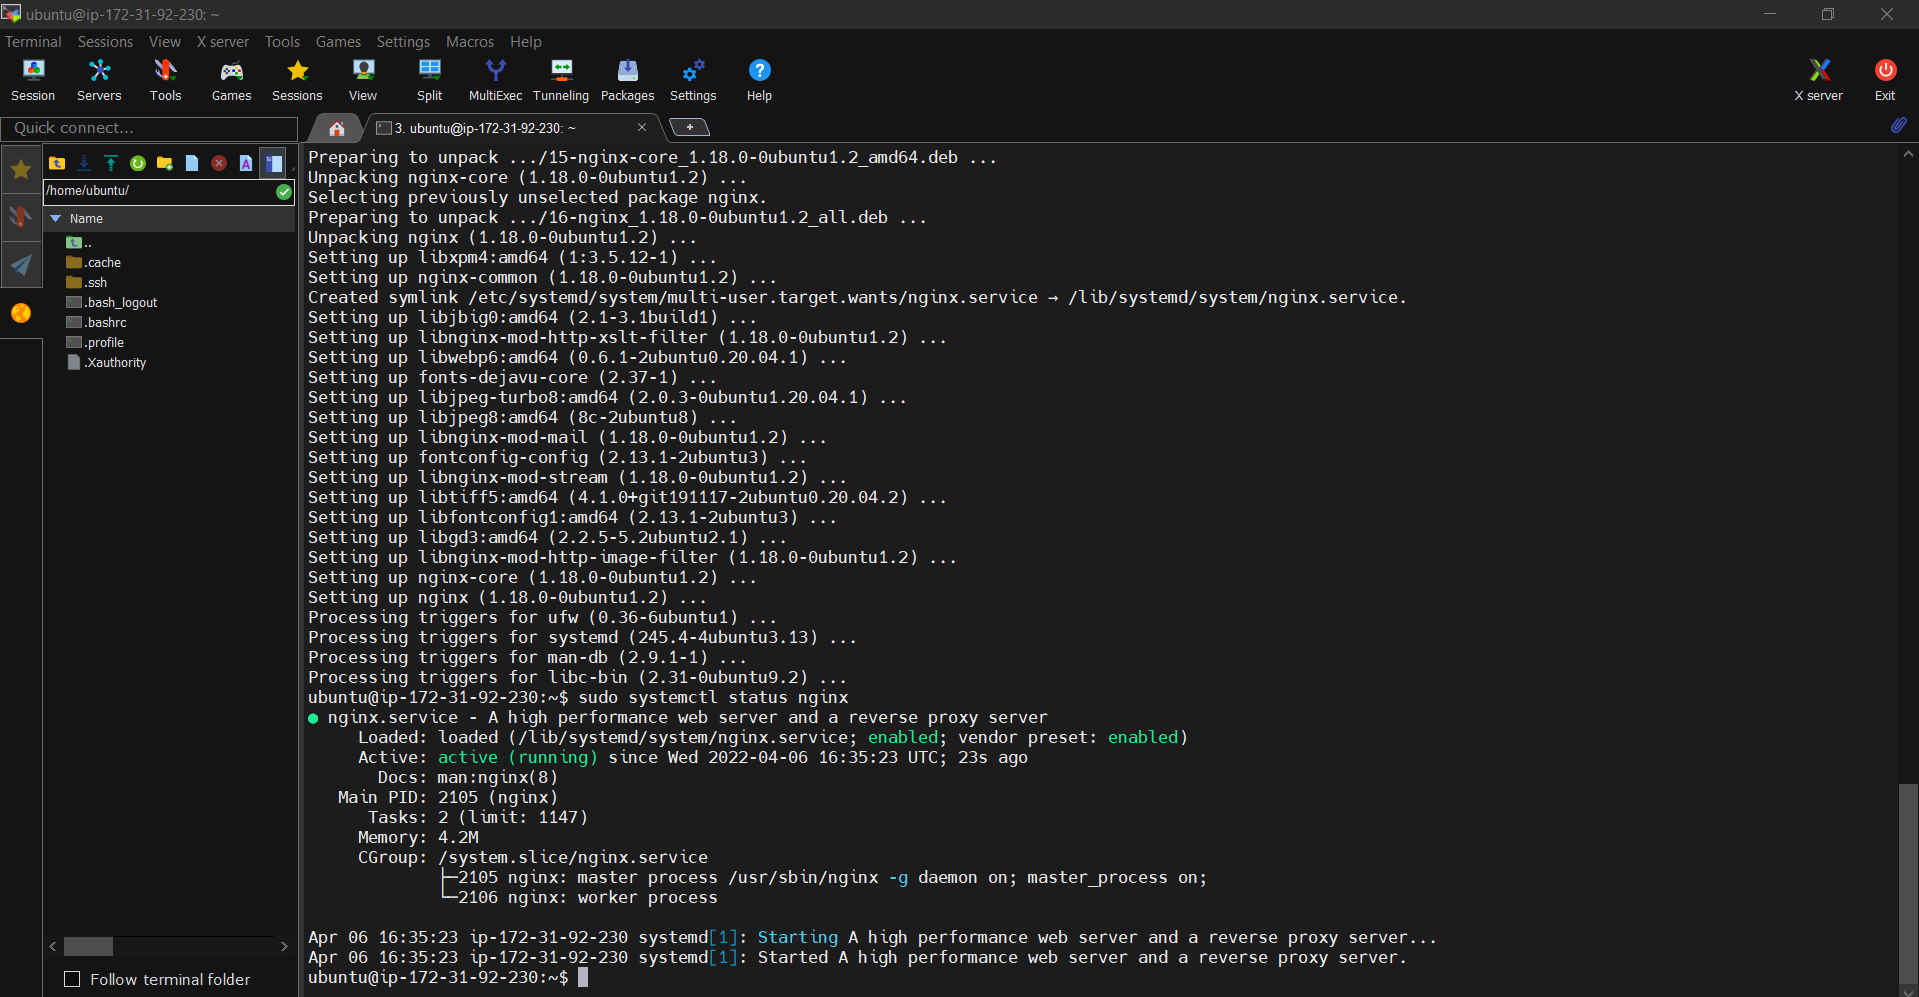 ubuntu@ip-172-31-92-230: ~
Terminal Sessions View X server Tools Games Settings Macros Help
Session Servers Tools Games Sessions View Split MultiExec Tunneling Packages Settings Help X server Exit
Quick connect...
3. ubuntu@ip-172-31-92-230: ~
/home/ubuntu/
Name
..
.cache
.ssh
.bash_logout
.bashrc
.profile
.Xauthority
Follow terminal folder
Preparing to unpack .../15-nginx-core_1.18.0-0ubuntu1.2_amd64.deb ...
Unpacking nginx-core (1.18.0-0ubuntu1.2) ...
Selecting previously unselected package nginx.
Preparing to unpack .../16-nginx_1.18.0-0ubuntu1.2_all.deb ...
Unpacking nginx (1.18.0-0ubuntu1.2) ...
Setting up libxpm4:amd64 (1:3.5.12-1) ...
Setting up nginx-common (1.18.0-0ubuntu1.2) ...
Created symlink /etc/systemd/system/multi-user.target.wants/nginx.service → /lib/systemd/system/nginx.service.
Setting up libjbig0:amd64 (2.1-3.1build1) ...
Setting up libnginx-mod-http-xslt-filter (1.18.0-0ubuntu1.2) ...
Setting up libwebp6:amd64 (0.6.1-2ubuntu0.20.04.1) ...
Setting up fonts-dejavu-core (2.37-1) ...
Setting up libjpeg-turbo8:amd64 (2.0.3-0ubuntu1.20.04.1) ...
Setting up libjpeg8:amd64 (8c-2ubuntu8) ...
Setting up libnginx-mod-mail (1.18.0-0ubuntu1.2) ...
Setting up fontconfig-config (2.13.1-2ubuntu3) ...
Setting up libnginx-mod-stream (1.18.0-0ubuntu1.2) ...
Setting up libtiff5:amd64 (4.1.0+git191117-2ubuntu0.20.04.2) ...
Setting up libfontconfig1:amd64 (2.13.1-2ubuntu3) ...
Setting up libgd3:amd64 (2.2.5-5.2ubuntu2.1) ...
Setting up libnginx-mod-http-image-filter (1.18.0-0ubuntu1.2) ...
Setting up nginx-core (1.18.0-0ubuntu1.2) ...
Setting up nginx (1.18.0-0ubuntu1.2) ...
Processing triggers for ufw (0.36-6ubuntu1) ...
Processing triggers for systemd (245.4-4ubuntu3.13) ...
Processing triggers for man-db (2.9.1-1) ...
Processing triggers for libc-bin (2.31-0ubuntu9.2) ...
ubuntu@ip-172-31-92-230:~$ sudo systemctl status nginx
● nginx.service - A high performance web server and a reverse proxy server
Loaded: loaded (/lib/systemd/system/nginx.service; enabled; vendor preset: enabled)
Active: active (running) since Wed 2022-04-06 16:35:23 UTC; 23s ago
Docs: man:nginx(8)
Main PID: 2105 (nginx)
Tasks: 2 (limit: 1147)
Memory: 4.2M
CGroup: /system.slice/nginx.service
├─2105 nginx: master process /usr/sbin/nginx -g daemon on; master_process on;
└─2106 nginx: worker process
Apr 06 16:35:23 ip-172-31-92-230 systemd[1]: Starting A high performance web server and a reverse proxy server...
Apr 06 16:35:23 ip-172-31-92-230 systemd[1]: Started A high performance web server and a reverse proxy server.
ubuntu@ip-172-31-92-230:~$